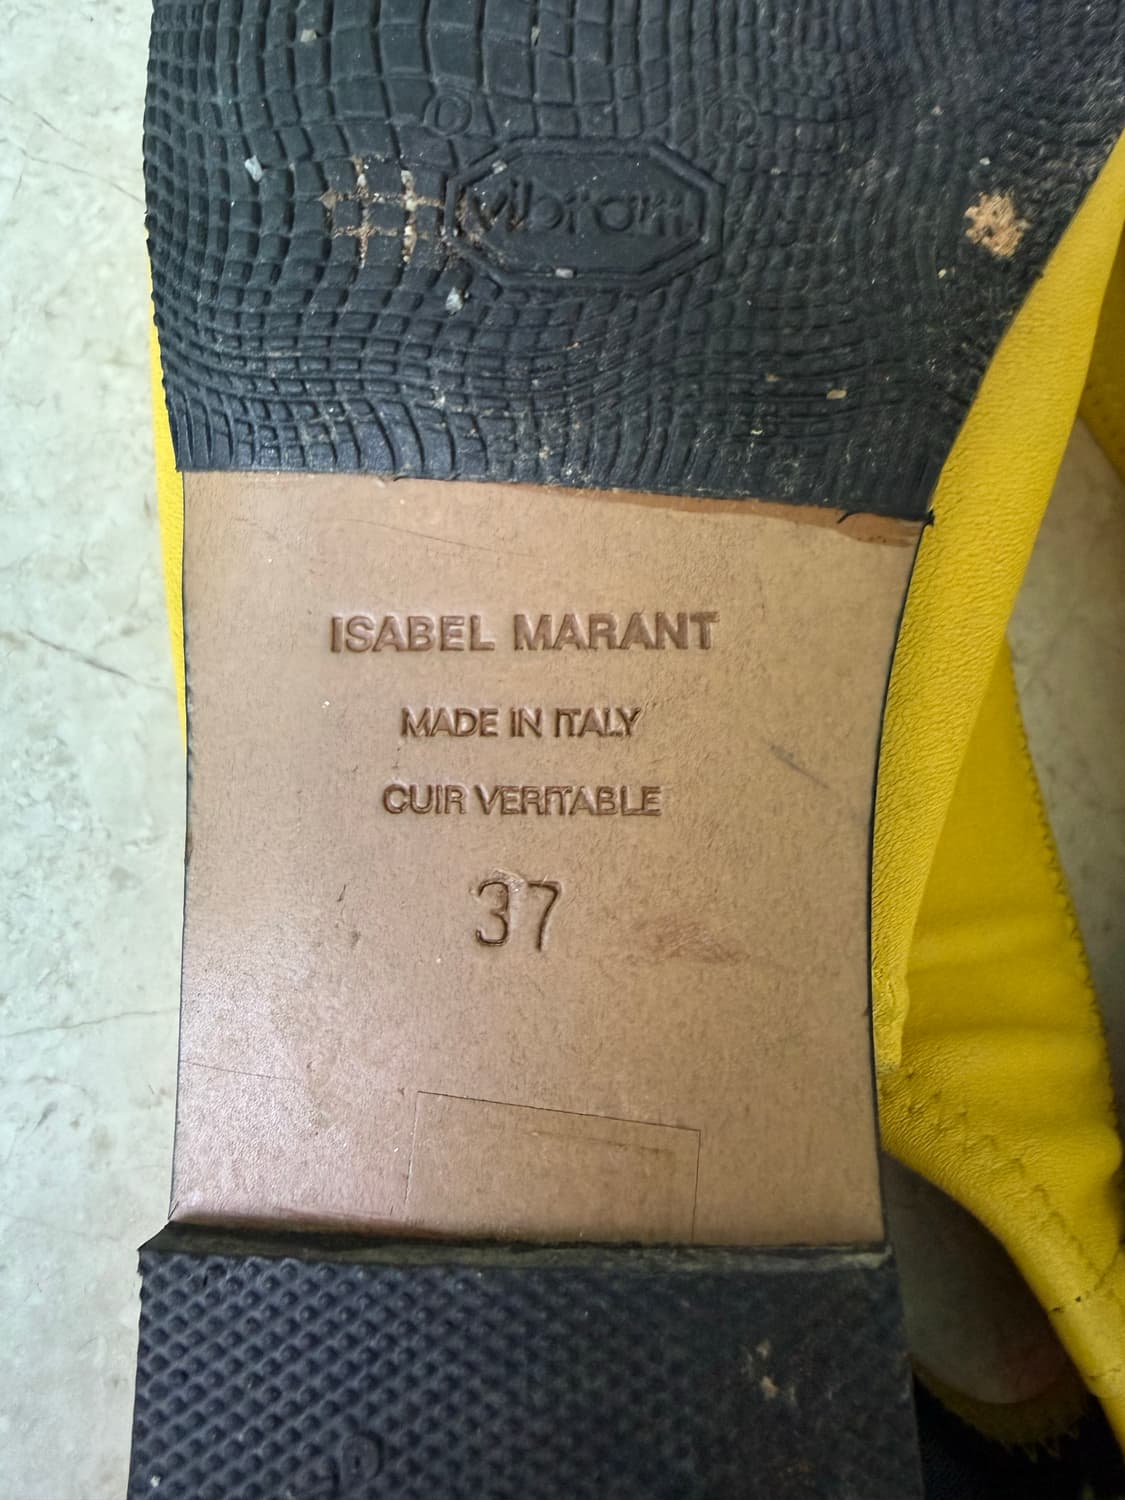 vibram
ISABEL MARANT
MADE IN ITALY
CUIR VERITABLE
37